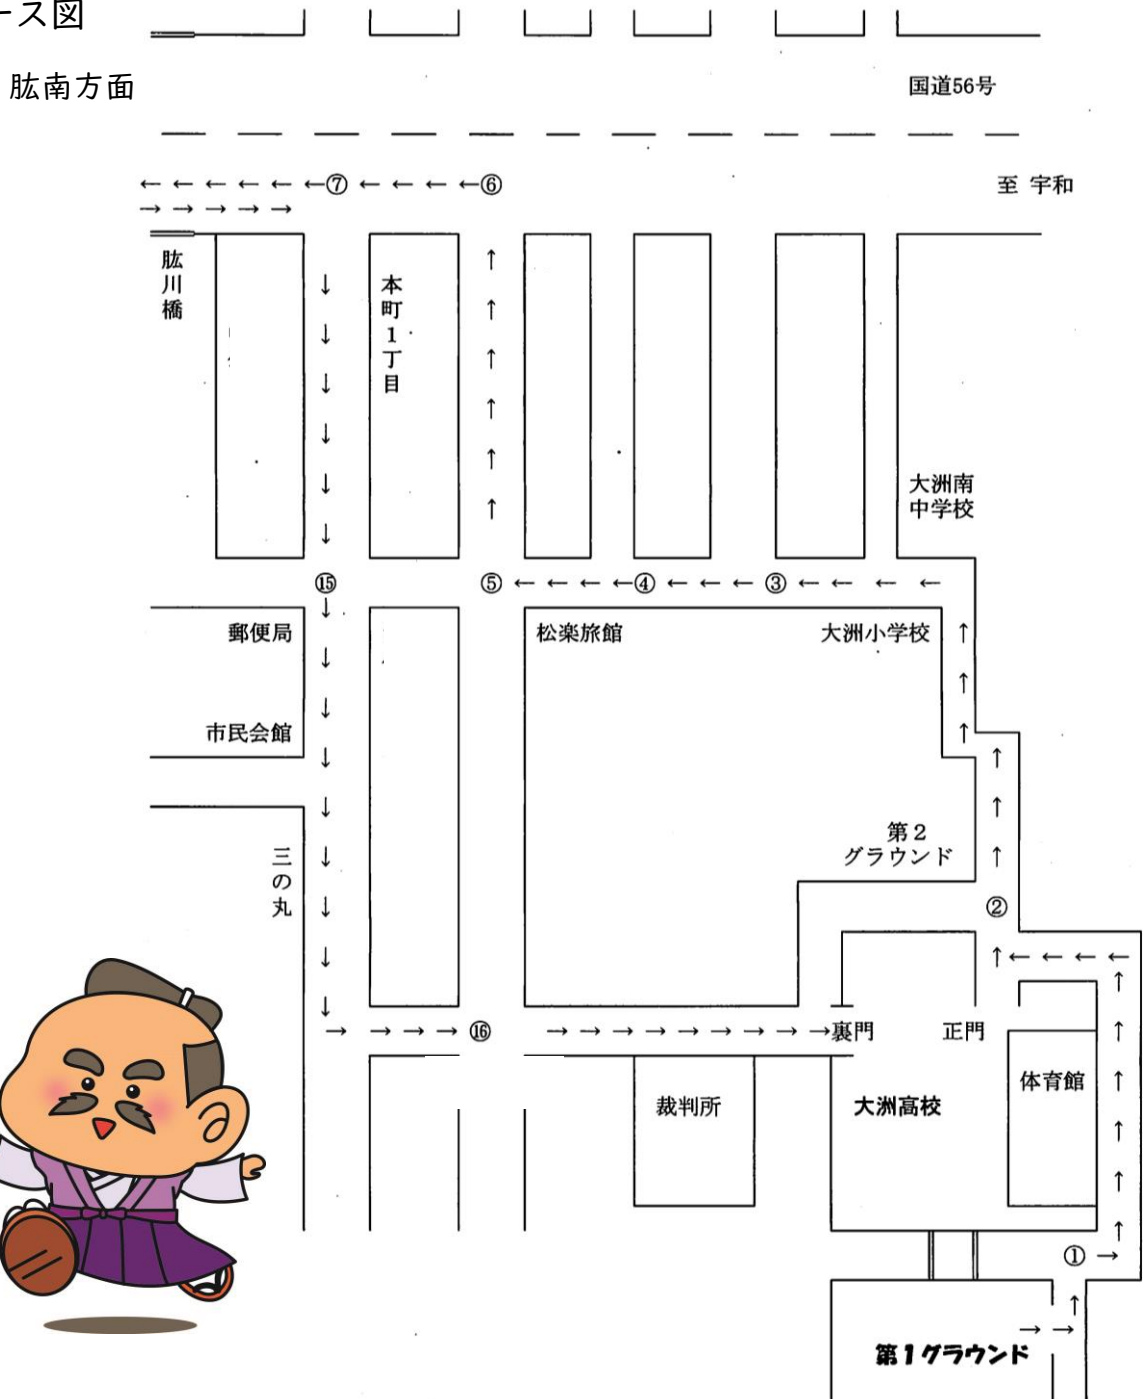 ース図
肱南方面
国道56号
← ← ← ← ← ←⑦ ← ← ← ←⑥
至 宇和
→ → → → →
肱川橋
本町1丁目
大洲南
中学校
⑮
⑤ ← ← ← ←④ ← ← ←③ ← ← ← ←
郵便局
松楽旅館
大洲小学校
市民会館
第2
グラウンド
三の丸
②
↑← ← ← ←
→ → → → ⑯ → → → → → → → →裏門
正門
体育館
裁判所
大洲高校
① →
第1グラウンド